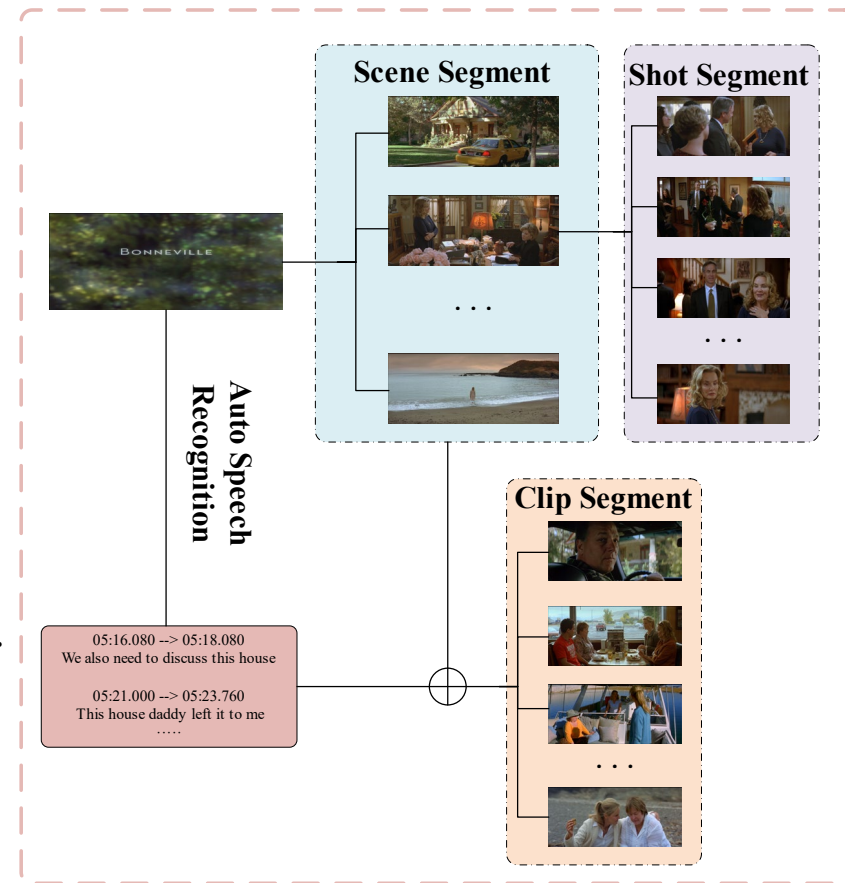 Scene Segment
Shot Segment
BONNEVILLE
. . .
. . .
Auto Speech
Recognition
Clip Segment
05:16.080 --> 05:18.080
We also need to discuss this house
05:21.000 --> 05:23.760
This house daddy left it to me
.....
. . .